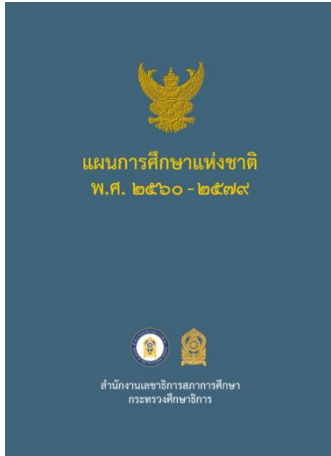 แผนการศึกษาแห่งชาติ
พ.ศ. ๒๕๖๐ - ๒๕๗๙
สำนักงานเลขาธิการสภาการศึกษา
กระทรวงศึกษาธิการ